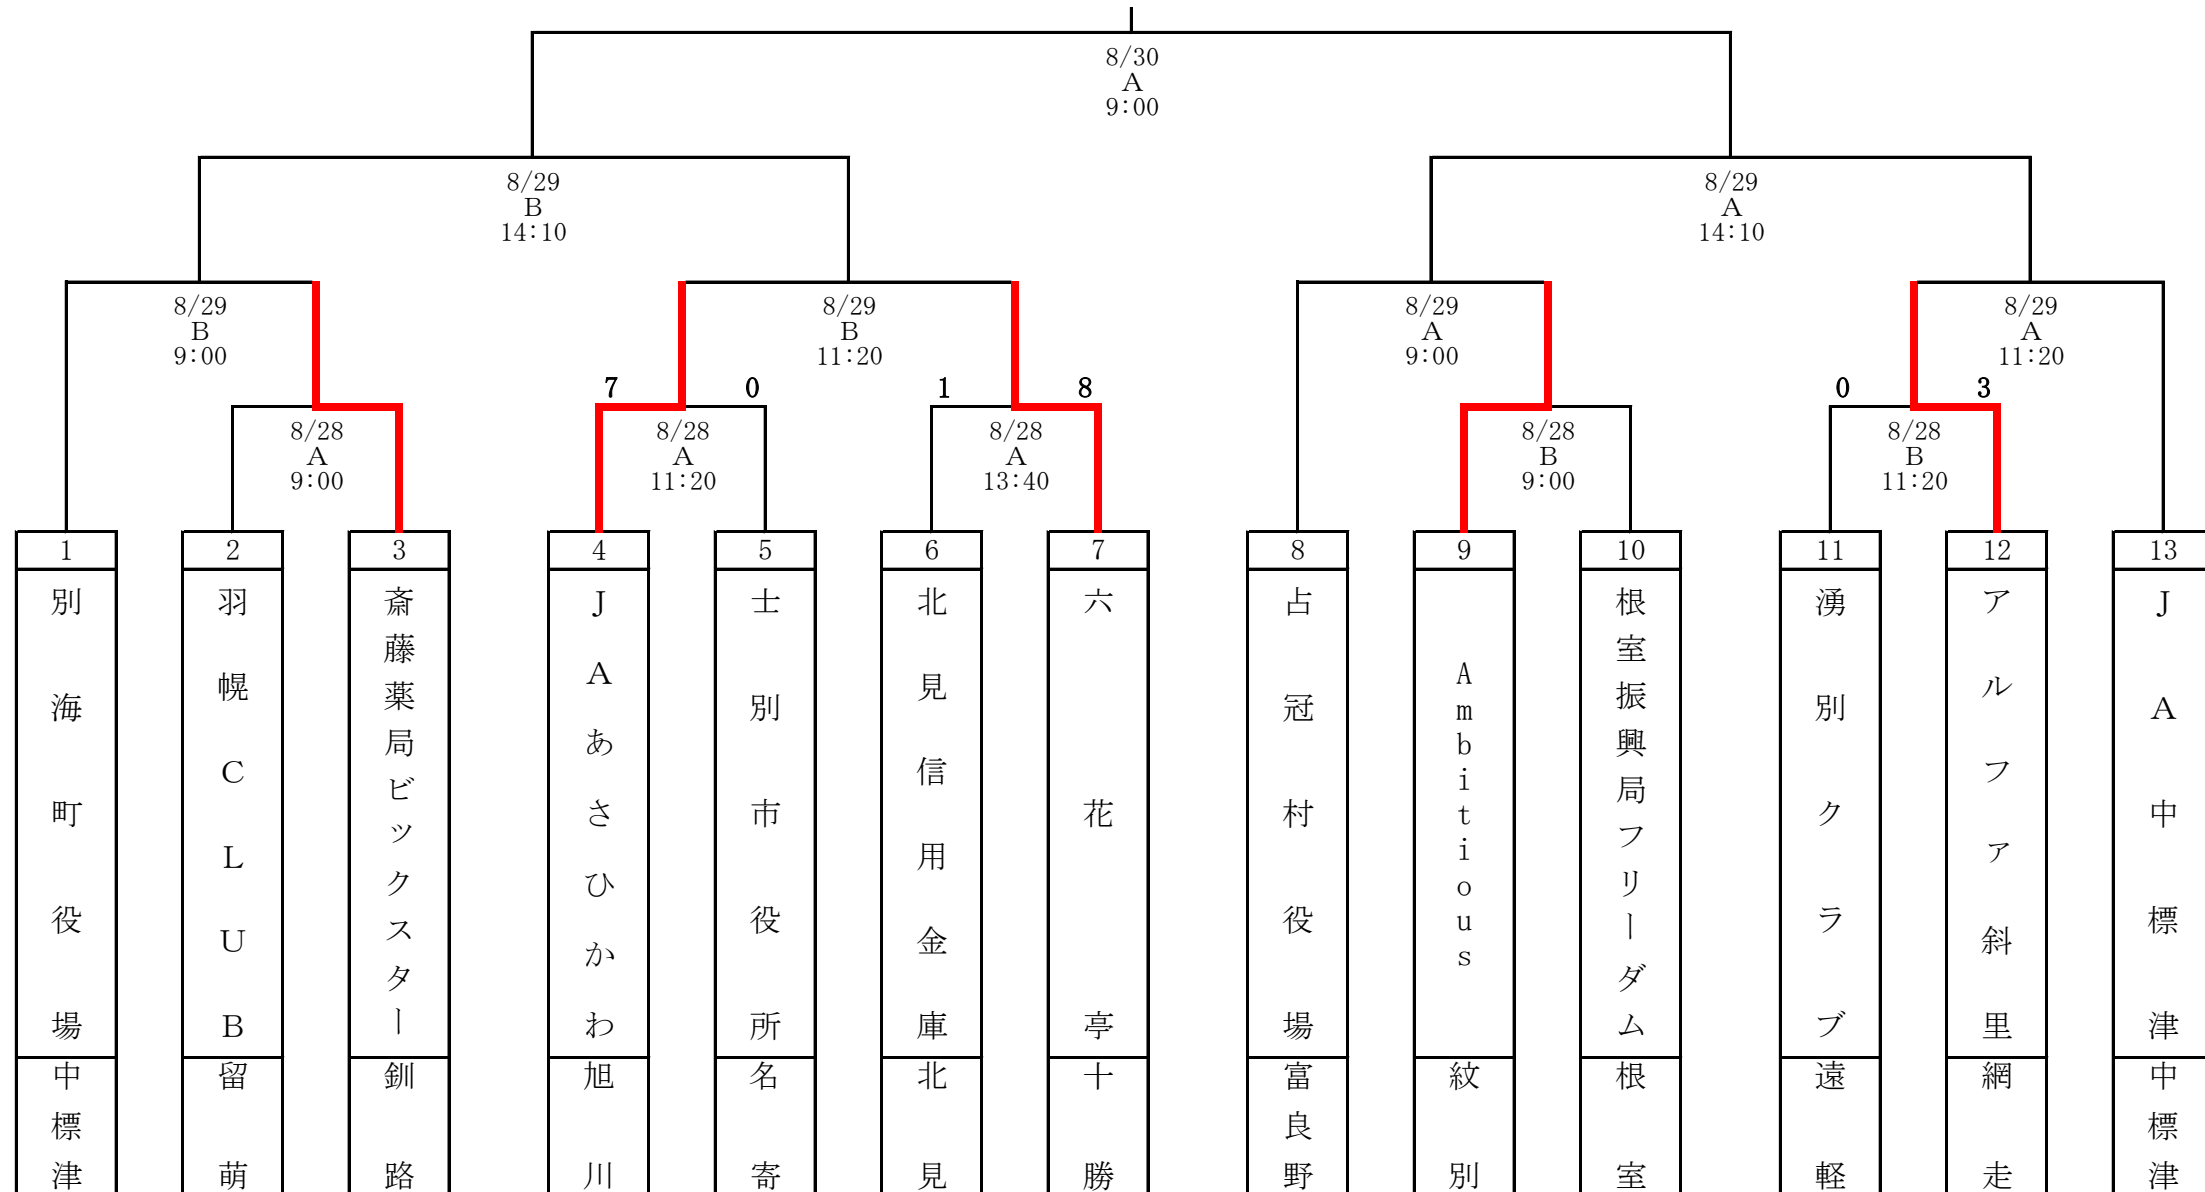 8/30
A
9:00
8/29
B
14:10
8/29
A
14:10
8/29
B
9:00
8/29
B
11:20
8/29
A
9:00
8/29
A
11:20
7 0 1 8 0 3
8/28
A
9:00
8/28
A
11:20
8/28
A
13:40
8/28
B
9:00
8/28
B
11:20
1
別海町役場
中標津
2
羽幌CLUB
留萌
3
斎藤薬局ビックスター
釧路
4
JAあさひかわ
旭川
5
士別市役所
名寄
6
北見信用金庫
北見
7
六花亭
十勝
8
占冠村役場
富良野
9
Ambitious
紋別
10
根室振興局フリーダム
根室
11
湧別クラブ
遠軽
12
アルファ斜里
網走
13
JA中標津
中標津